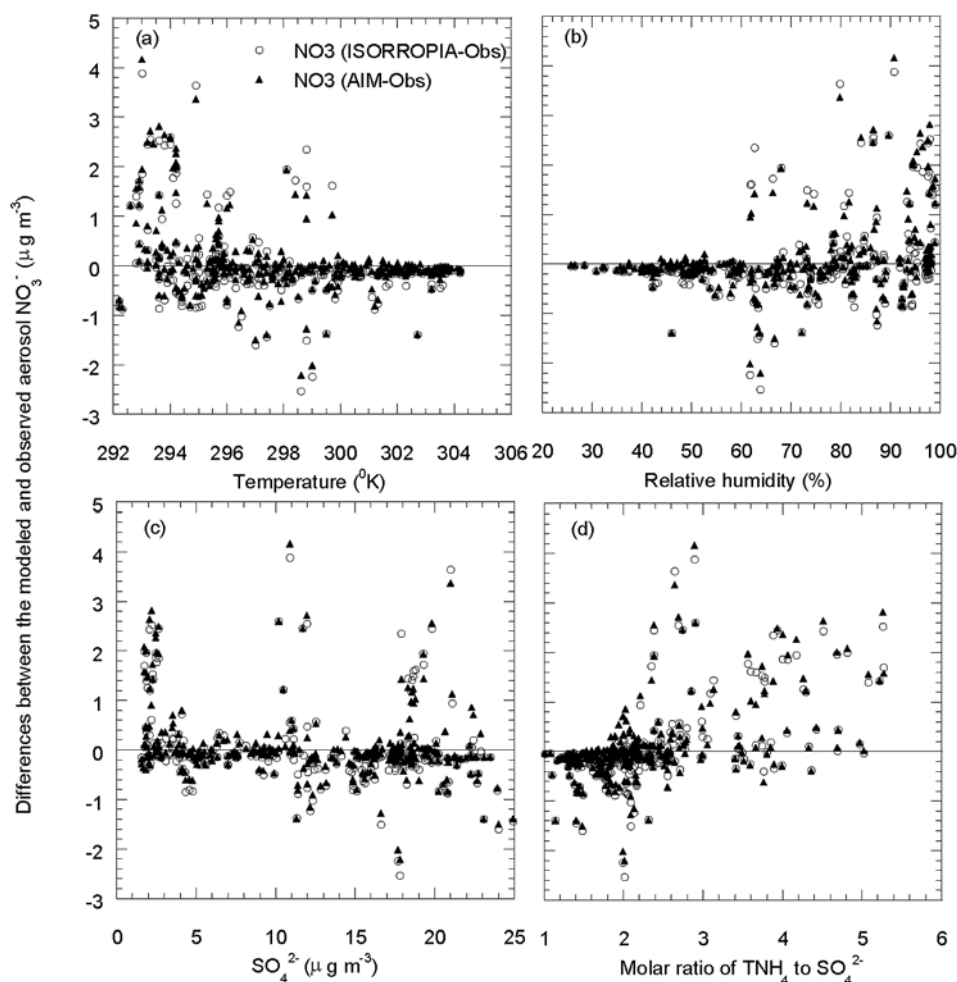 Differences between the modeled and observed aerosol NO₃⁻ (μ g m⁻³)
(a)
NO3 (ISORROPIA-Obs)
NO3 (AIM-Obs)
5
4
3
2
1
0
-1
-2
-3
292 294 296 298 300 302 304 306
Temperature (⁰K)
(b)
20 30 40 50 60 70 80 90 100
Relative humidity (%)
(c)
5
4
3
2
1
0
-1
-2
-3
0 5 10 15 20 25
SO₄²⁻ (μ g m⁻³)
(d)
1 2 3 4 5 6
Molar ratio of TNH₄ to SO₄²⁻